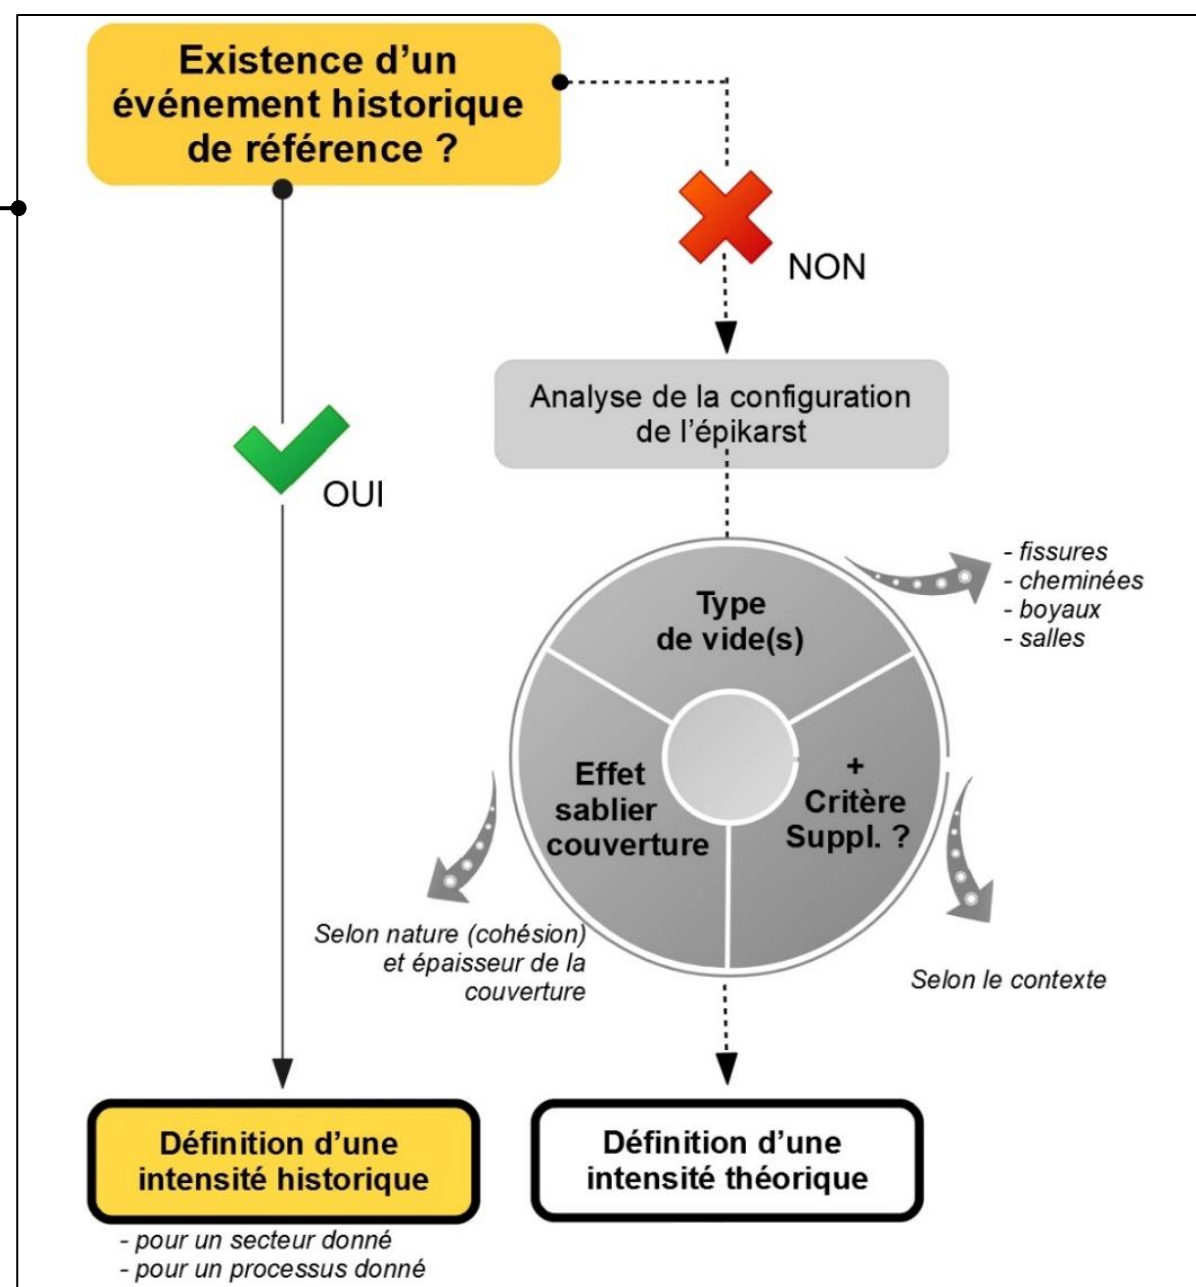 Existence d’un
événement historique
de référence ?
NON
OUI
Analyse de la configuration
de l’épikarst
- fissures
- cheminées
- boyaux
- salles
Type
de vide(s)
Effet
sablier
couverture
+
Critère
Suppl. ?
Selon nature (cohésion)
et épaisseur de la
couverture
Selon le contexte
Définition d’une
intensité historique
- pour un secteur donné
- pour un processus donné
Définition d’une
intensité théorique